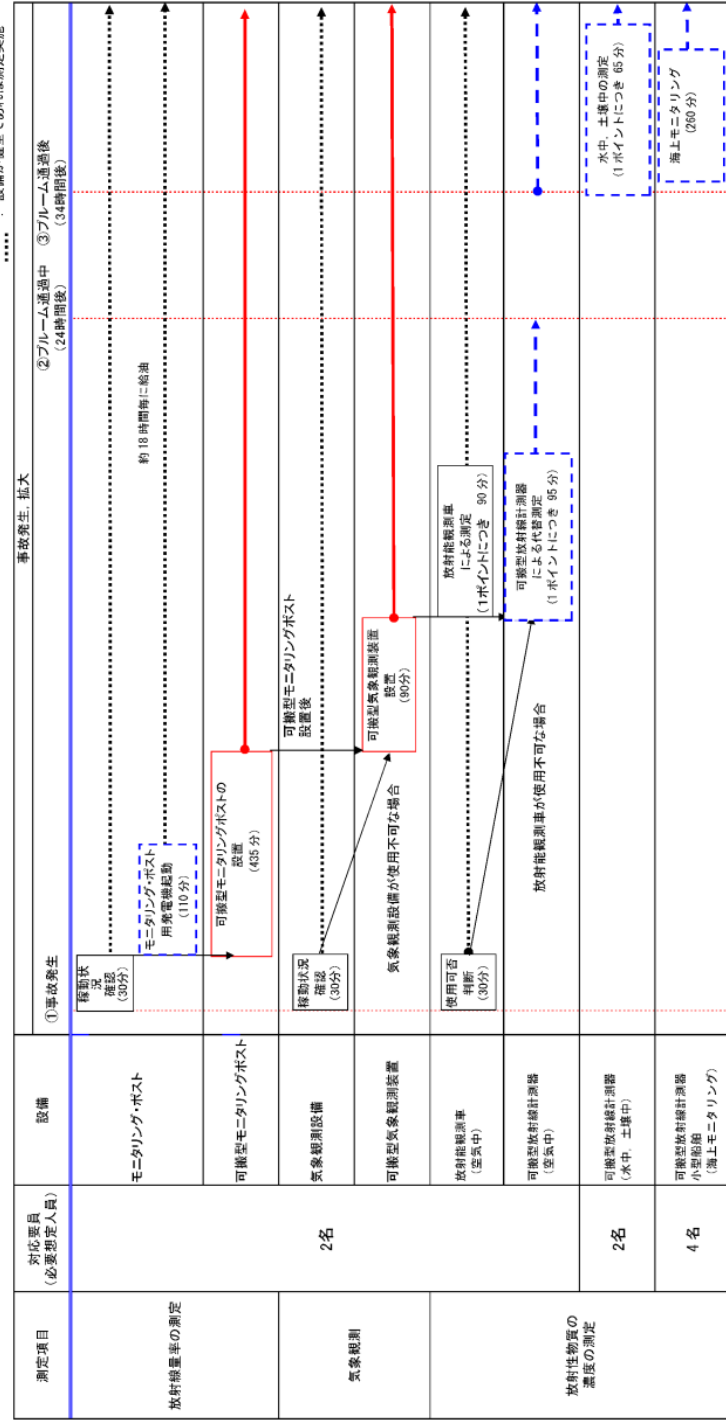 測定項目
対応要員
(必要想定人員)
設備
事故発生、拡大
①事故発生
②プルーム通過中
(24時間後)
③プルーム通過後
(34時間後)
放射線量率の測定
2名
モニタリング・ポスト
稼動状
況
確認
(30分)
モニタリング・ポスト
用発電機起動
(110分)
約18時間毎に給油
可搬型モニタリングポスト
可搬型モニタリングポストの
設置
(435分)
可搬型モニタリングポスト
設置後
気象観測
気象観測設備
稼動状況
確認
(30分)
気象観測設備が使用不可な場合
可搬型気象観測装置
可搬型気象観測装置
設置
(90分)
放射性物質の
濃度の測定
放射能観測車
(空気中)
使用可否
判断
(30分)
放射能観測車
による測定
(1ポイントにつき 90分)
放射能観測車が使用不可な場合
可搬型放射線計測器
(空気中)
可搬型放射線計測器
による代替測定
(1ポイントにつき 95分)
2名
可搬型放射線計測器
(水中、土壌中)
水中、土壌中の測定
(1ポイントにつき 65分)
4名
可搬型放射線計測器
小型船舶
(海上モニタリング)
海上モニタリング
(260分)